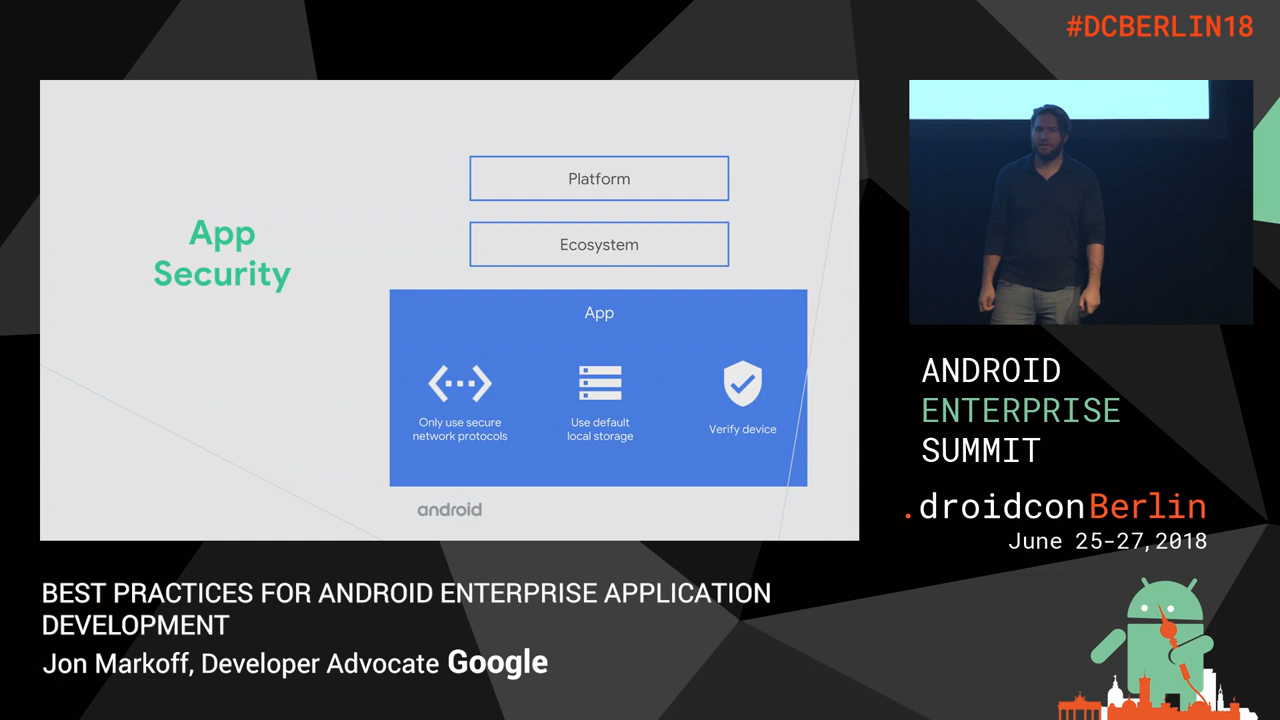 #DCBERLIN18
App
Security
Platform
Ecosystem
App
Only use secure
network protocols
Use default
local storage
Verify device
android
ANDROID
ENTERPRISE
SUMMIT
.droidconBerlin
June 25-27,2018
BEST PRACTICES FOR ANDROID ENTERPRISE APPLICATION
DEVELOPMENT
Jon Markoff, Developer Advocate Google